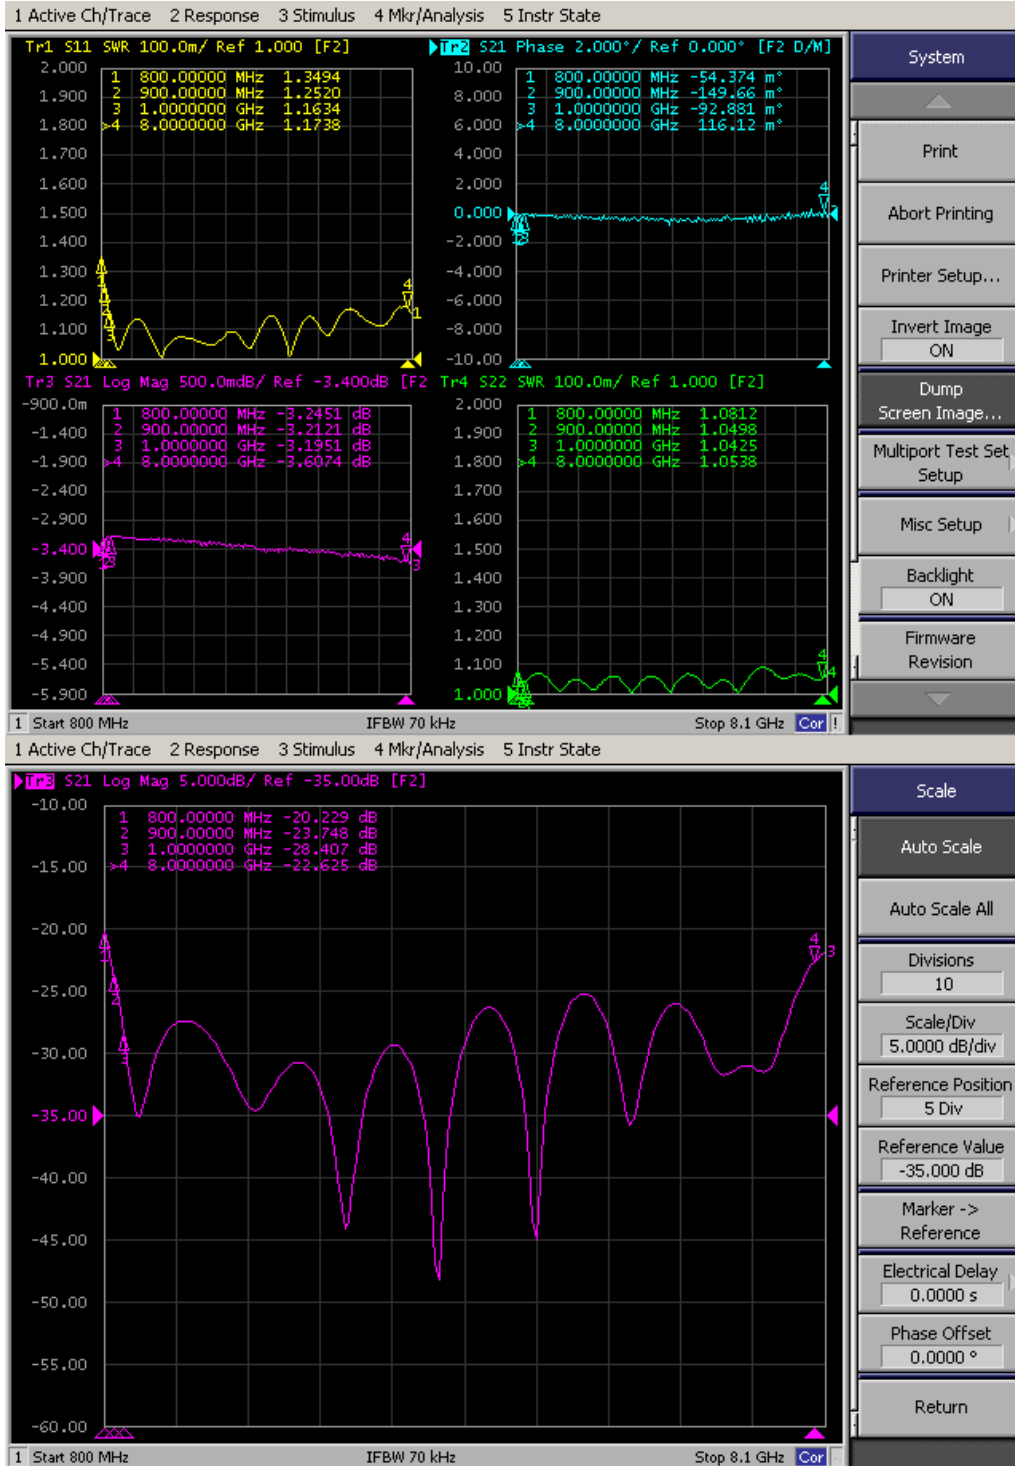 1 Active Ch/Trace 2 Response 3 Stimulus 4 Mkr/Analysis 5 Instr State
Tr1 S11 SWR 100.0m/ Ref 1.000 [F2]
2.000
1.900
1.800
1.700
1.600
1.500
1.400
1.300
1.200
1.100
1.000
1 800.00000 MHz 1.3494
2 900.00000 MHz 1.2520
3 1.0000000 GHz 1.1634
>4 8.0000000 GHz 1.1738
4
1
Tr2 S21 Phase 2.000°/ Ref 0.000° [F2 D/M]
10.00
8.000
6.000
4.000
2.000
0.000
-2.000
-4.000
-6.000
-8.000
-10.00
1 800.00000 MHz -54.374 m°
2 900.00000 MHz -149.66 m°
3 1.0000000 GHz -92.881 m°
>4 8.0000000 GHz 116.12 m°
4
Tr3 S21 Log Mag 500.0mdB/ Ref -3.400dB [F2
-900.0m
-1.400
-1.900
-2.400
-2.900
-3.400
-3.900
-4.400
-4.900
-5.400
-5.900
1 800.00000 MHz -3.2451 dB
2 900.00000 MHz -3.2121 dB
3 1.0000000 GHz -3.1951 dB
>4 8.0000000 GHz -3.6074 dB
4
3
Tr4 S22 SWR 100.0m/ Ref 1.000 [F2]
2.000
1.900
1.800
1.700
1.600
1.500
1.400
1.300
1.200
1.100
1.000
1 800.00000 MHz 1.0812
2 900.00000 MHz 1.0498
3 1.0000000 GHz 1.0425
>4 8.0000000 GHz 1.0538
4
4
1 Start 800 MHz IFBW 70 kHz Stop 8.1 GHz Cor !
System
Print
Abort Printing
Printer Setup...
Invert Image
ON
Dump
Screen Image...
Multiport Test Set
Setup
Misc Setup
Backlight
ON
Firmware
Revision
1 Active Ch/Trace 2 Response 3 Stimulus 4 Mkr/Analysis 5 Instr State
Tr3 S21 Log Mag 5.000dB/ Ref -35.00dB [F2]
-10.00
-15.00
-20.00
-25.00
-30.00
-35.00
-40.00
-45.00
-50.00
-55.00
-60.00
1 800.00000 MHz -20.229 dB
2 900.00000 MHz -23.748 dB
3 1.0000000 GHz -28.407 dB
>4 8.0000000 GHz -22.625 dB
1
2
3
4
3
1 Start 800 MHz IFBW 70 kHz Stop 8.1 GHz Cor
Scale
Auto Scale
Auto Scale All
Divisions
10
Scale/Div
5.0000 dB/div
Reference Position
5 Div
Reference Value
-35.000 dB
Marker ->
Reference
Electrical Delay
0.0000 s
Phase Offset
0.0000 °
Return